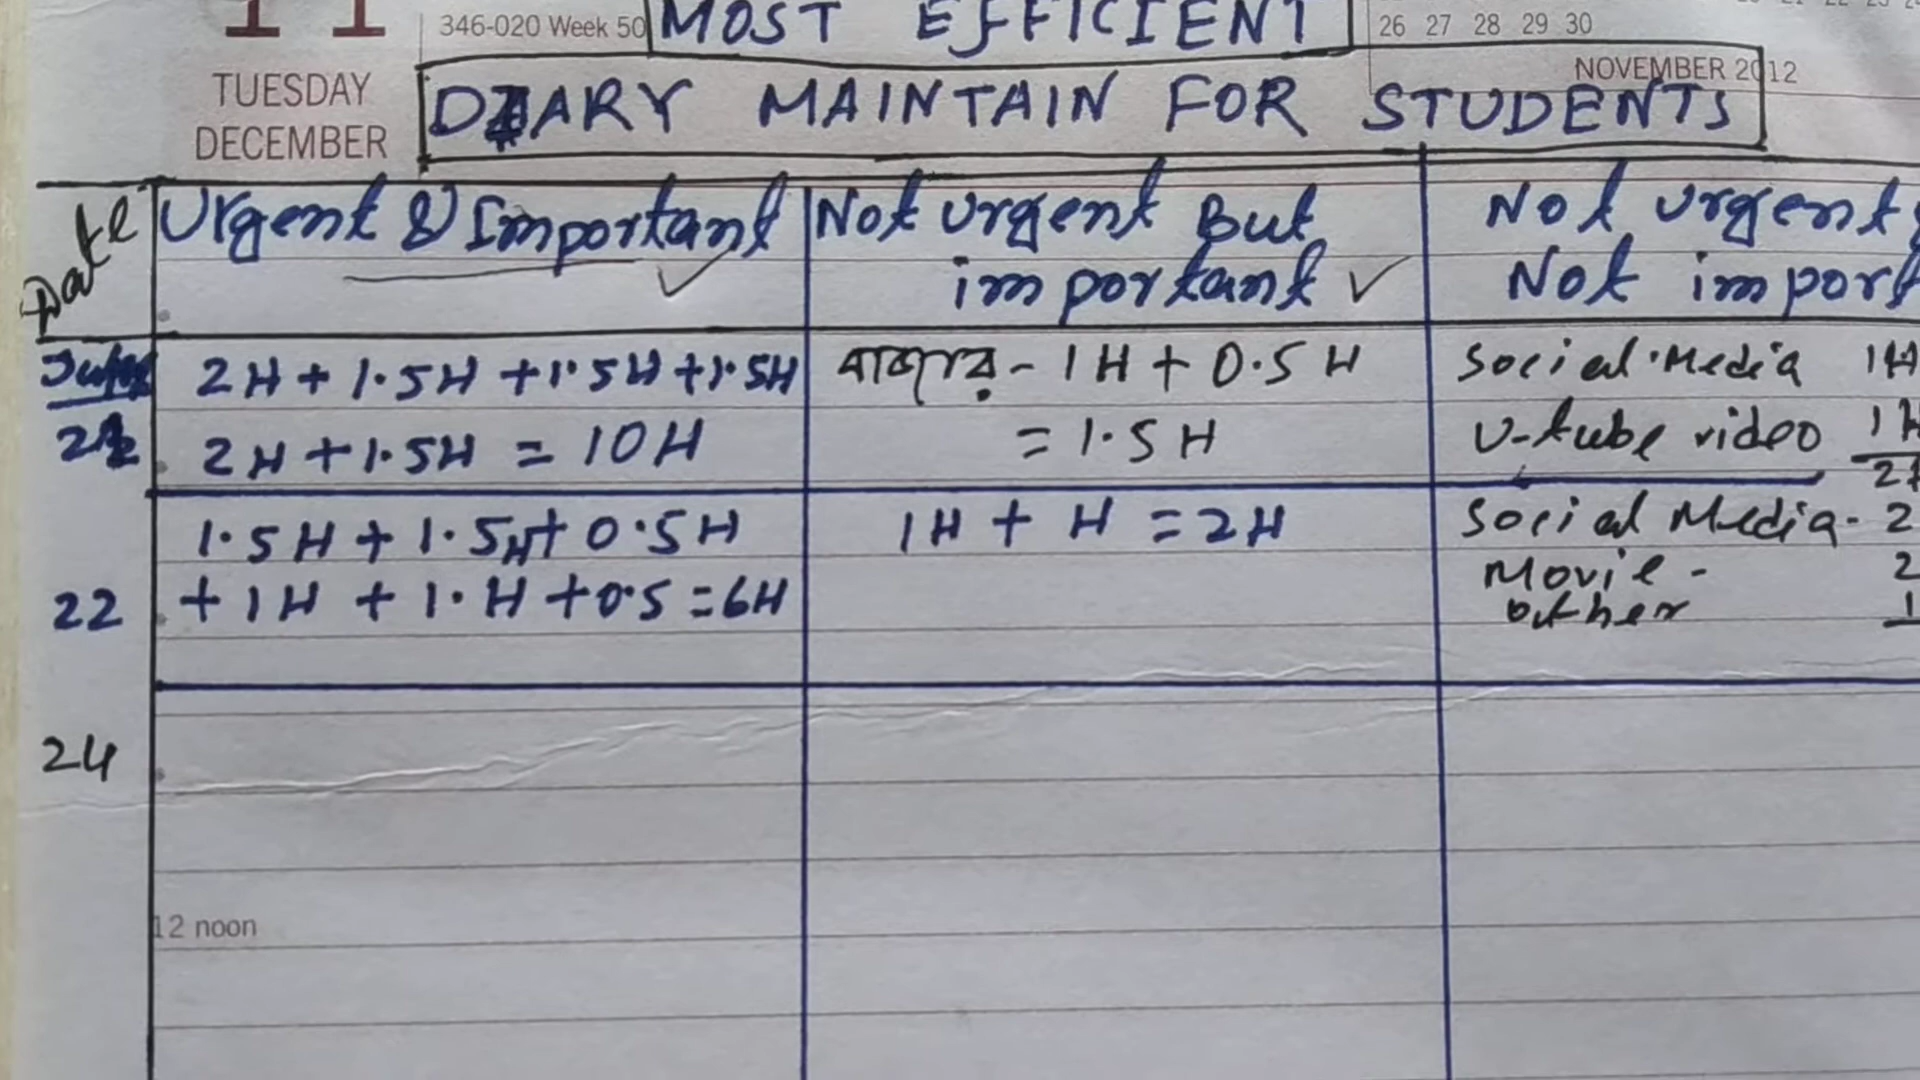 11
346-020 Week 50
MOST EFFICIENT
26 27 28 29 30
TUESDAY
DECEMBER
NOVEMBER 2012
DIARY MAINTAIN FOR STUDENTS
Date
Urgent & Important
Not urgent But
important
Not urgent
Not import
2H + 1.5H + 1.5H + 1.5H
2H + 1.5H = 10H
বাজার - 1H + 0.5H
= 1.5H
Social Media 1H
U-tube video 1H
2H
22
1.5H + 1.5H + 0.5H
+ 1H + 1.H + 0.5 = 6H
1H + H = 2H
Social Media - 2
Movie - 2
other 1
24
12 noon